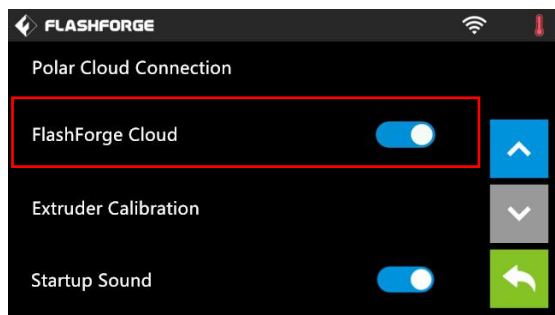 FLASHFORGE
Polar Cloud Connection
FlashForge Cloud
Extruder Calibration
Startup Sound